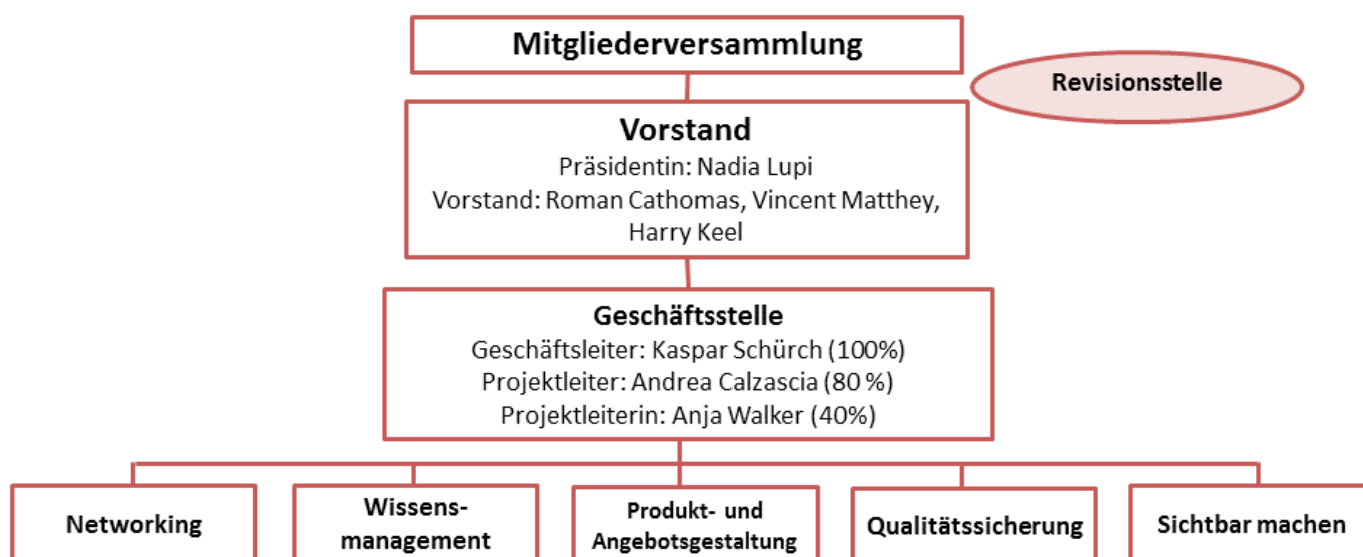 Mitgliederversammlung
Revisionsstelle
Vorstand
Präsidentin: Nadia Lupi
Vorstand: Roman Cathomas, Vincent Matthey,
Harry Keel
Geschäftsstelle
Geschäftsleiter: Kaspar Schürch (100%)
Projektleiter: Andrea Calzascia (80 %)
Projektleiterin: Anja Walker (40%)
Networking
Wissens-
management
Produkt- und
Angebotsgestaltung
Qualitätssicherung
Sichtbar machen